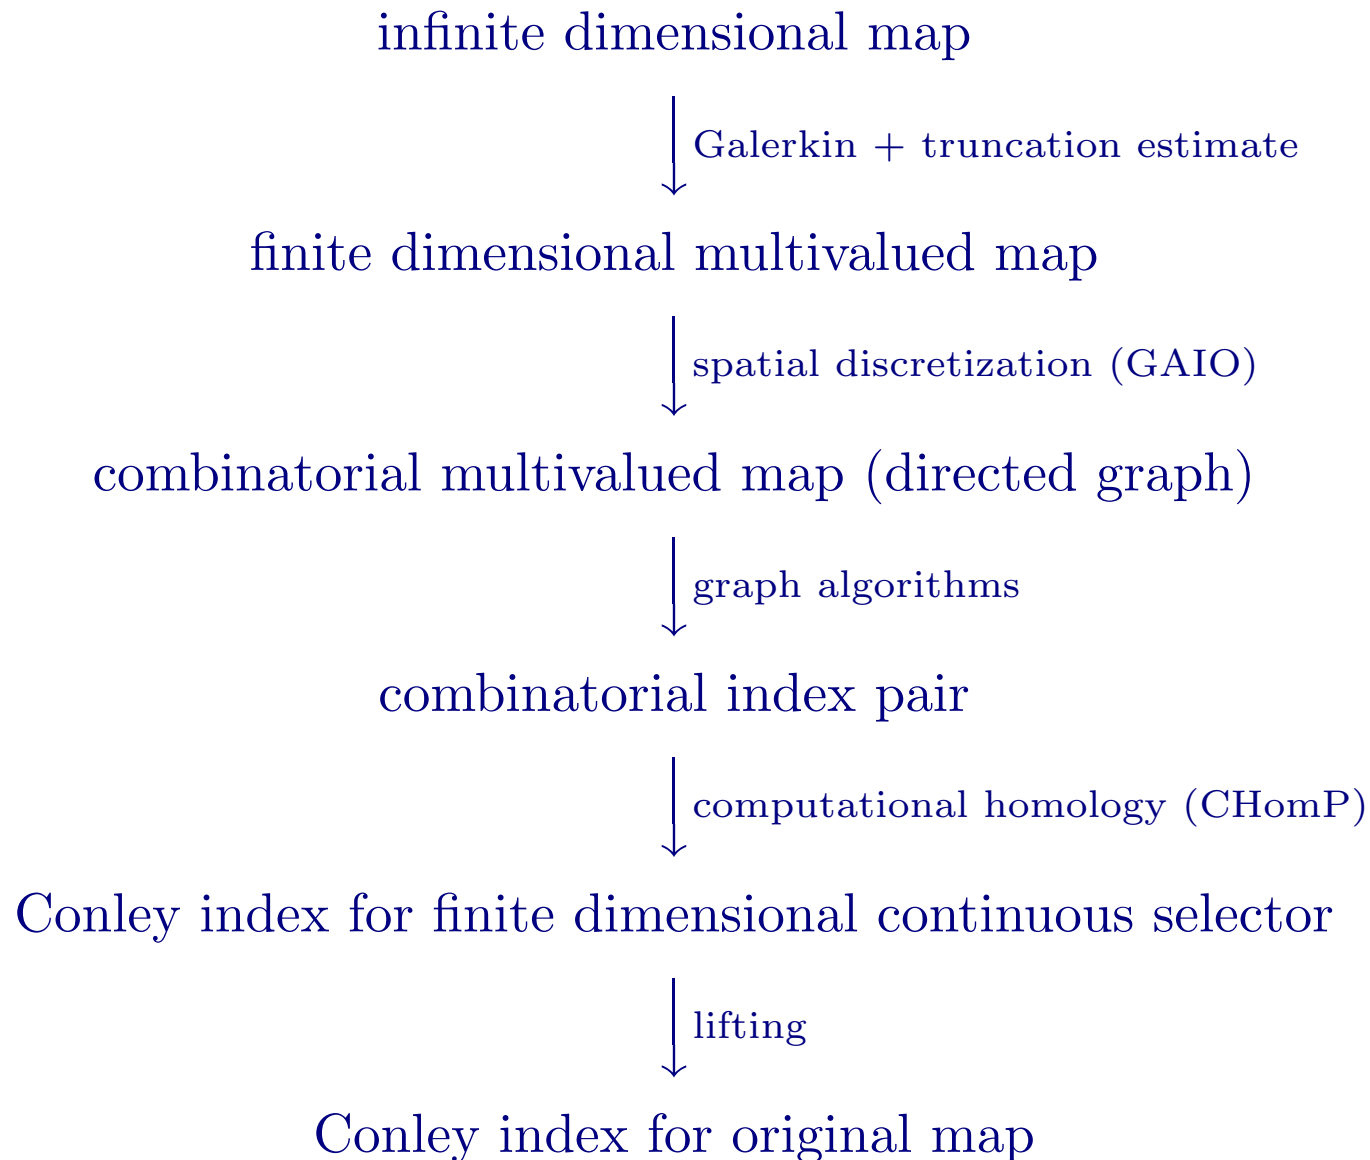 infinite dimensional map
Galerkin + truncation estimate
finite dimensional multivalued map
spatial discretization (GAIO)
combinatorial multivalued map (directed graph)
graph algorithms
combinatorial index pair
computational homology (CHomP)
Conley index for finite dimensional continuous selector
lifting
Conley index for original map